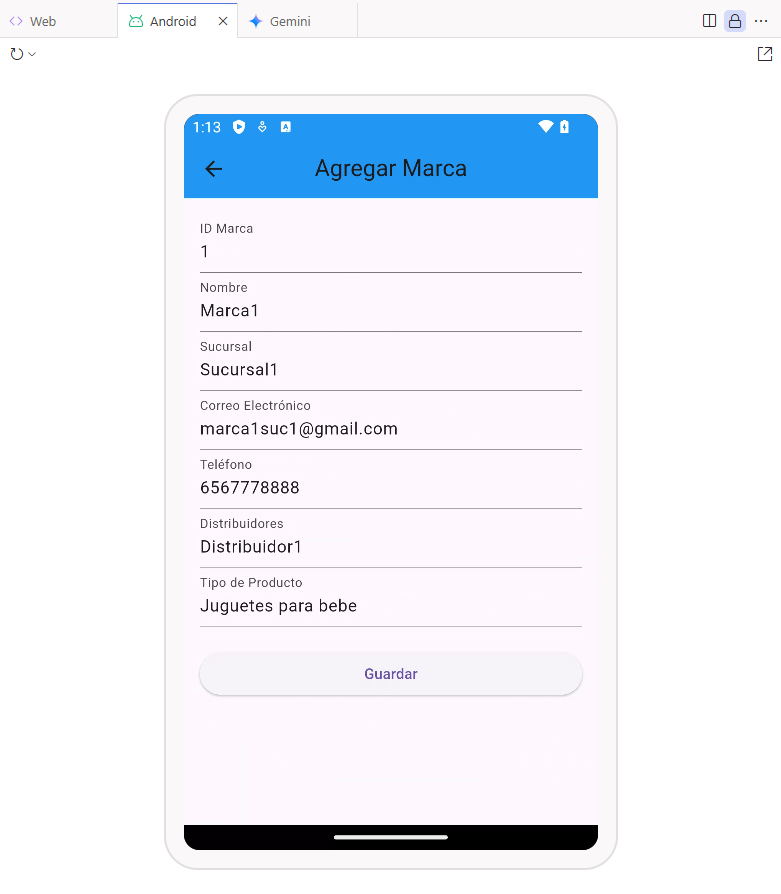 Web
Android
Gemini
1:13
Agregar Marca
ID Marca
1
Nombre
Marca1
Sucursal
Sucursal1
Correo Electrónico
marca1suc1@gmail.com
Teléfono
6567778888
Distribuidores
Distribuidor1
Tipo de Producto
Juguetes para bebe
Guardar